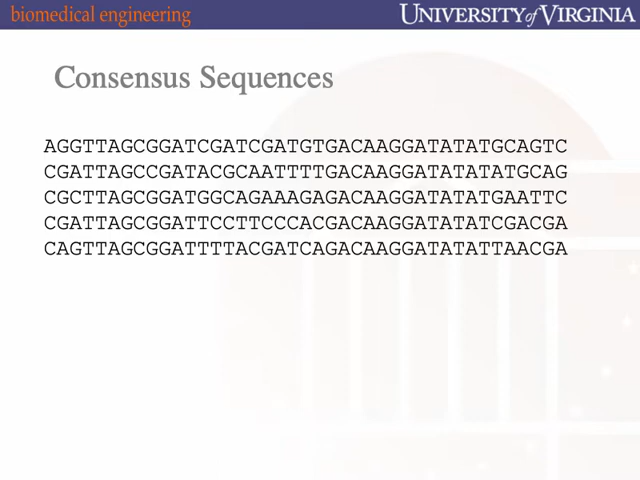 biomedical engineering
UNIVERSITY of VIRGINIA
Consensus Sequences
AGGTTAGCGGATCGATCGATGTGACAAGGATATATGCAGTC
CGATTAGCCGATACGCAATTTTGACAAGGATATATATGCAG
CGCTTAGCGGATGGCAGAAAGAGACAAGGATATATGAATTC
CGATTAGCGGATTCCTTCCCACGACAAGGATATATCGACGA
CAGTTAGCGGATTTTACGATCAGACAAGGATATATTAACGA